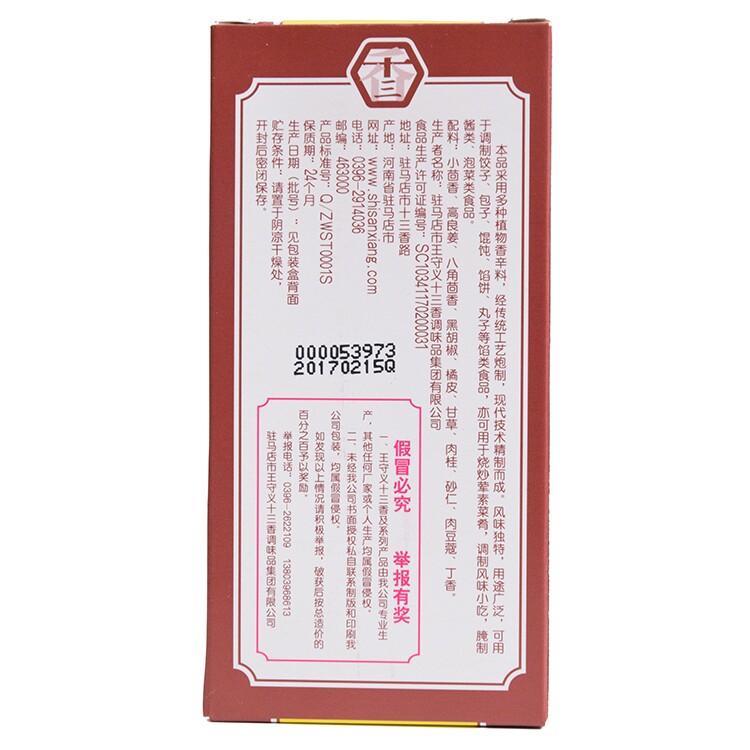 十三香
本品采用多种植物香辛料，经传统工艺炮制，现代技术精制而成。风味独特，用途广泛，可用
于调制饺子、包子、馄饨、馅饼、丸子等馅类食品，亦可用于烧炒荤素菜肴，调制风味小吃，腌制
酱类、泡菜类食品。
配料：小茴香、高良姜、八角茴香、黑胡椒、橘皮、甘草、肉桂、砂仁、肉豆蔻、丁香。
生产者名称：驻马店市王守义十三香调味品集团有限公司
食品生产许可证编号：SC10341170200031
地址：驻马店市十三香路
产地：河南省驻马店市
网址：www.shisanxiang.com
电话：0396-2914036
邮编：463000
产品标准号：Q/ZWST0001S
保质期：24个月
生产日期（批号）：见包装盒背面
贮存条件：请置于阴凉干燥处，
开封后密闭保存。
000053973
20170215Q
假冒必究 举报有奖
一、王守义十三香及系列产品由我公司专业生
产，其他任何厂家或个人生产均属假冒侵权。
二、未经我公司书面授权私自联系制版和印刷我
公司包装，均属假冒侵权。
如发现以上情况请积极举报，破获后按总造价的
百分之百予以奖励。
举报电话：0396-2622109 13803968613
驻马店市王守义十三香调味品集团有限公司